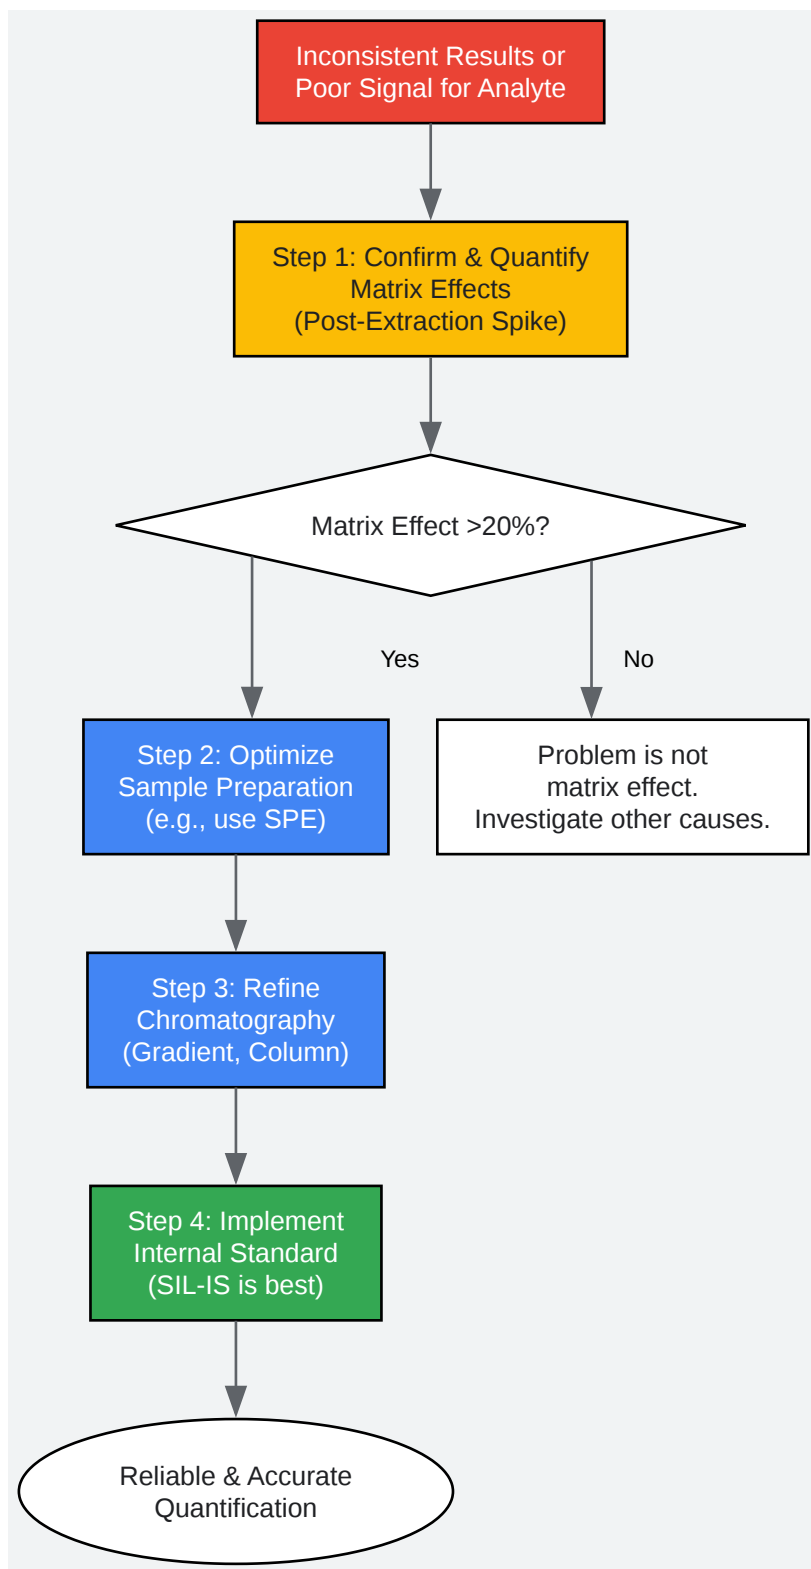 Inconsistent Results or
Poor Signal for Analyte
Step 1: Confirm & Quantify
Matrix Effects
(Post-Extraction Spike)
Matrix Effect >20%?
Yes
No
Step 2: Optimize
Sample Preparation
(e.g., use SPE)
Problem is not
matrix effect.
Investigate other causes.
Step 3: Refine
Chromatography
(Gradient, Column)
Step 4: Implement
Internal Standard
(SIL-IS is best)
Reliable & Accurate
Quantification